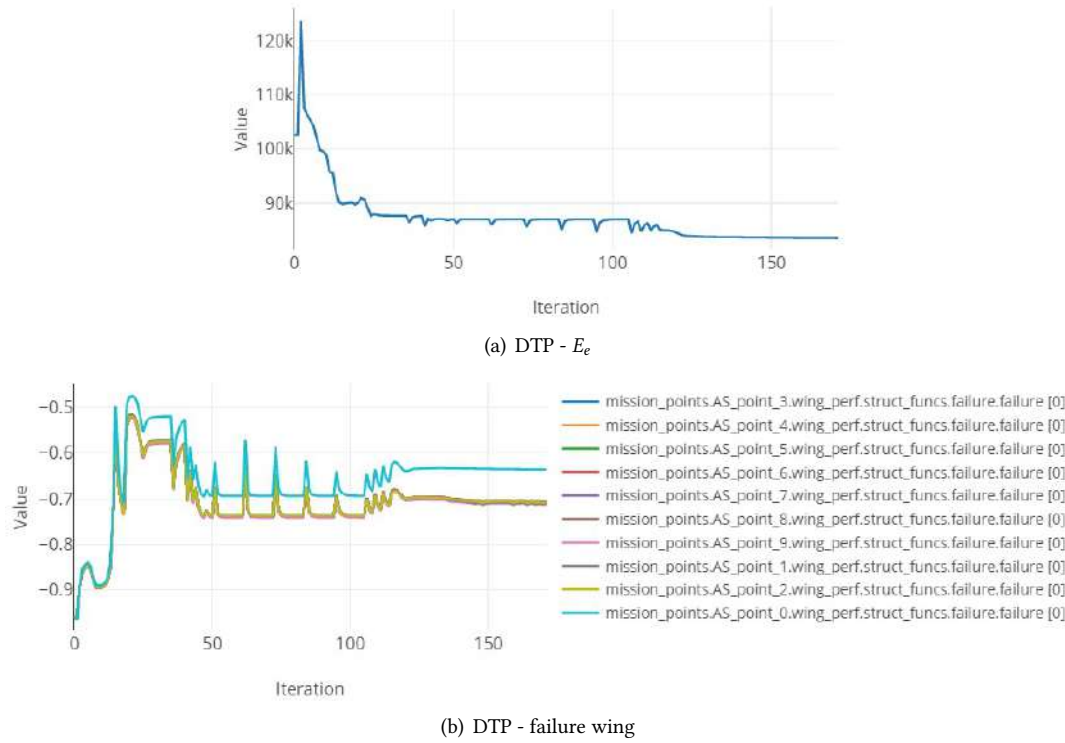 120k
110k
100k
90k
Value
0
50
100
150
Iteration
(a) DTP - Eₑ
−0.5
−0.6
−0.7
−0.8
−0.9
Value
0
50
100
150
Iteration
mission_points.AS_point_3.wing_perf.struct_funcs.failure.failure [0]
mission_points.AS_point_4.wing_perf.struct_funcs.failure.failure [0]
mission_points.AS_point_5.wing_perf.struct_funcs.failure.failure [0]
mission_points.AS_point_6.wing_perf.struct_funcs.failure.failure [0]
mission_points.AS_point_7.wing_perf.struct_funcs.failure.failure [0]
mission_points.AS_point_8.wing_perf.struct_funcs.failure.failure [0]
mission_points.AS_point_9.wing_perf.struct_funcs.failure.failure [0]
mission_points.AS_point_1.wing_perf.struct_funcs.failure.failure [0]
mission_points.AS_point_2.wing_perf.struct_funcs.failure.failure [0]
mission_points.AS_point_0.wing_perf.struct_funcs.failure.failure [0]
(b) DTP - failure wing